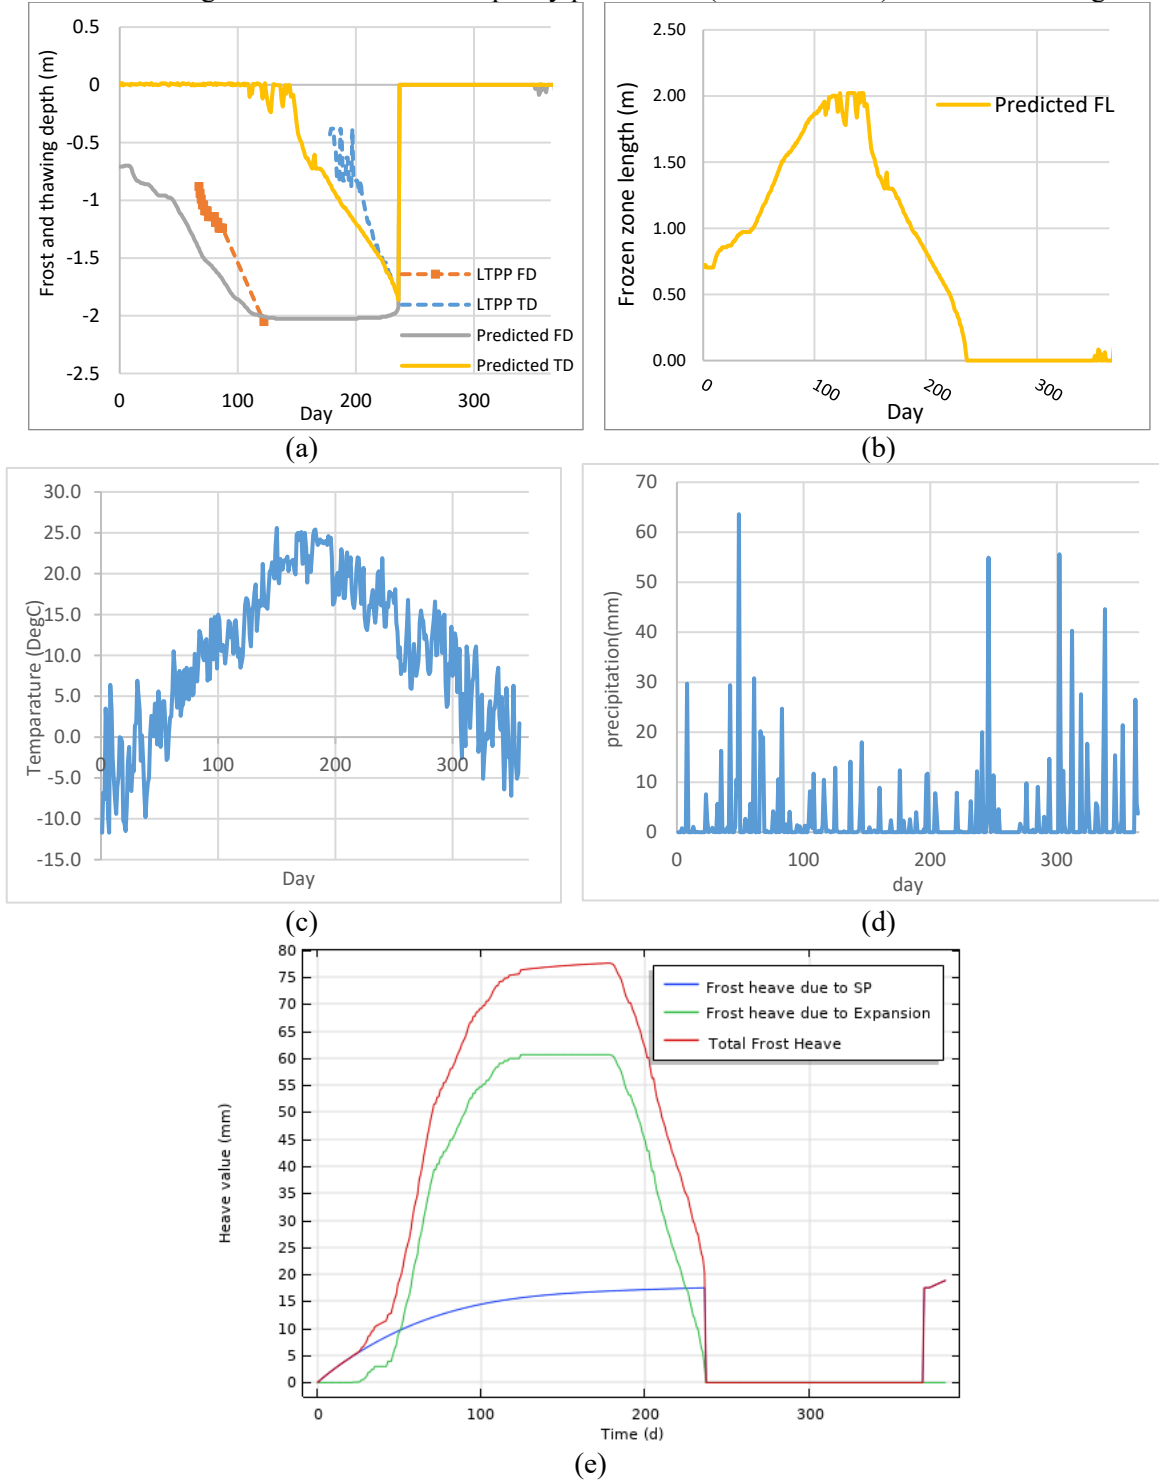 0.5
0
-0.5
-1
-1.5
-2
-2.5
Frost and thawing depth (m)
LTPP FD
LTPP TD
Predicted FD
Predicted TD
0
100
200
300
Day
(a)
2.50
2.00
1.50
1.00
0.50
0.00
Frozen zone length (m)
Predicted FL
0
100
200
300
Day
(b)
30.0
25.0
20.0
15.0
10.0
5.0
0.0
-5.0
-10.0
-15.0
Temparature (DegC)
0
100
200
300
Day
(c)
70
60
50
40
30
20
10
0
precipitation(mm)
0
100
200
300
day
(d)
80
75
70
65
60
55
50
45
40
35
30
25
20
15
10
5
0
Heave value (mm)
Frost heave due to SP
Frost heave due to Expansion
Total Frost Heave
0
100
200
300
Time (d)
(e)